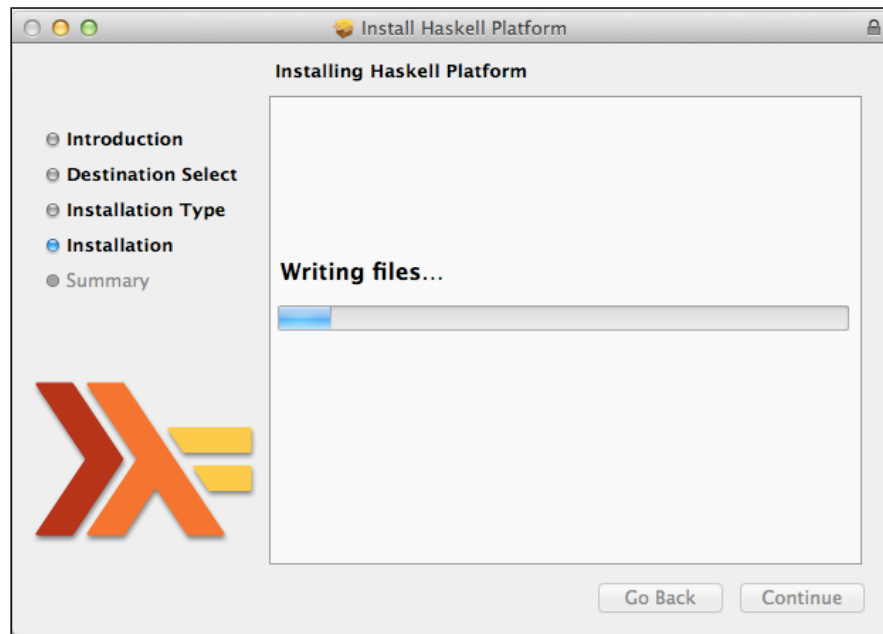 Install Haskell Platform
Installing Haskell Platform
Introduction
Destination Select
Installation Type
Installation
Summary
Writing files...
Go Back
Continue